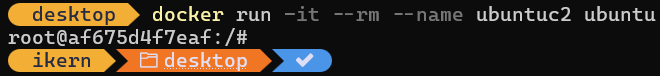 desktop docker run -it --rm --name ubuntuc2 ubuntu
root@af675d4f7eaf:/#
ikern desktop